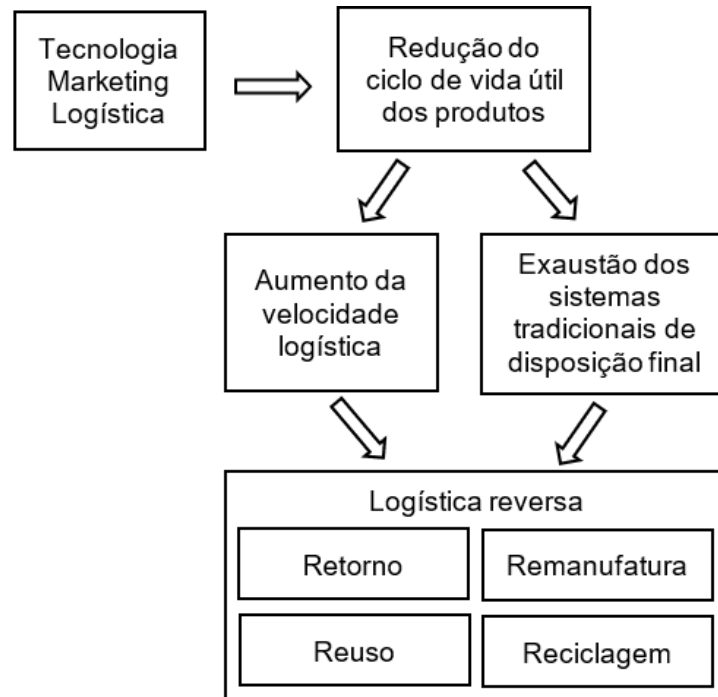 Tecnologia
Marketing
Logística
Redução do
ciclo de vida útil
dos produtos
Aumento da
velocidade
logística
Exaustão dos
sistemas
tradicionais de
disposição final
Logística reversa
Retorno
Remanufatura
Reuso
Reciclagem